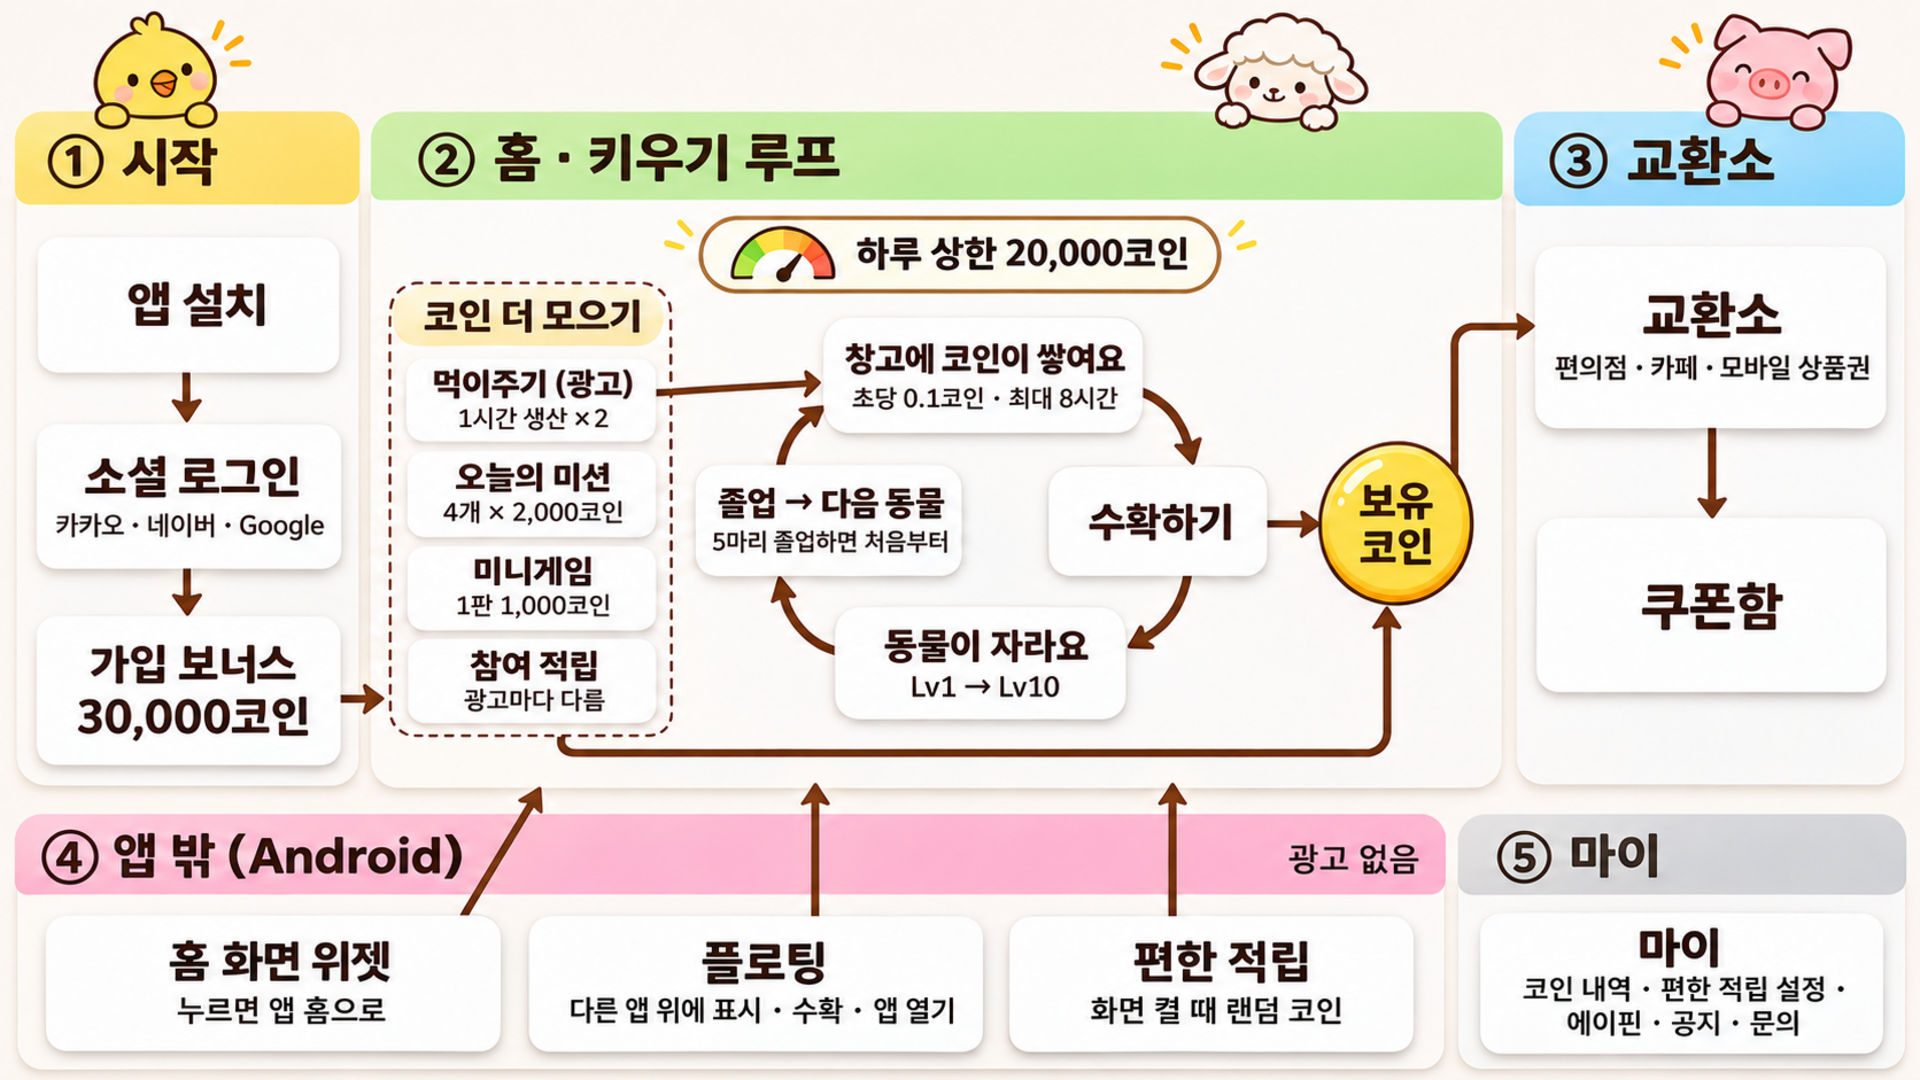 ① 시작
앱 설치
소셜 로그인
카카오 · 네이버 · Google
가입 보너스
30,000코인
② 홈 · 키우기 루프
하루 상한 20,000코인
코인 더 모으기
먹이주기 (광고)
1시간 생산 ×2
오늘의 미션
4개 × 2,000코인
미니게임
1판 1,000코인
참여 적립
광고마다 다름
창고에 코인이 쌓여요
초당 0.1코인 · 최대 8시간
수확하기
동물이 자라요
Lv1 → Lv10
졸업 → 다음 동물
5마리 졸업하면 처음부터
보유
코인
③ 교환소
교환소
편의점 · 카페 · 모바일 상품권
쿠폰함
④ 앱 밖 (Android)
광고 없음
홈 화면 위젯
누르면 앱 홈으로
플로팅
다른 앱 위에 표시 · 수확 · 앱 열기
편한 적립
화면 켤 때 랜덤 코인
⑤ 마이
마이
코인 내역 · 편한 적립 설정 ·
에이핀 · 공지 · 문의